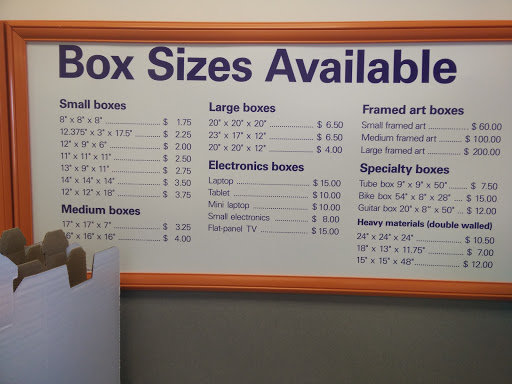 Box Sizes Available
Small boxes
8" x 8" x 8" ........ $ 1.75
12.375" x 3" x 17.5" ........ $ 2.25
12" x 9" x 6" ........ $ 2.00
11" x 11" x 11" ........ $ 2.50
13" x 9" x 11" ........ $ 2.75
14" x 14" x 14" ........ $ 3.50
12" x 12" x 18" ........ $ 3.75
Medium boxes
17" x 17" x 7" ........ $ 3.25
6" x 16" x 16" ........ $ 4.00
Large boxes
20" x 20" x 20" ........ $ 6.50
23" x 17" x 12" ........ $ 6.50
20" x 20" x 12" ........ $ 4.00
Electronics boxes
Laptop ........ $ 15.00
Tablet ........ $ 10.00
Mini laptop ........ $ 10.00
Small electronics ........ $ 8.00
Flat-panel TV ........ $ 15.00
Framed art boxes
Small framed art ........ $ 60.00
Medium framed art ........ $ 100.00
Large framed art ........ $ 200.00
Specialty boxes
Tube box 9" x 9" x 50" ........ $ 7.50
Bike box 54" x 8" x 28" ........ $ 15.00
Guitar box 20" x 8" x 50" ........ $ 12.00
Heavy materials (double walled)
24" x 24" x 24" ........ $ 10.50
18" x 13" x 11.75" ........ $ 7.00
15" x 15" x 48" ........ $ 12.00